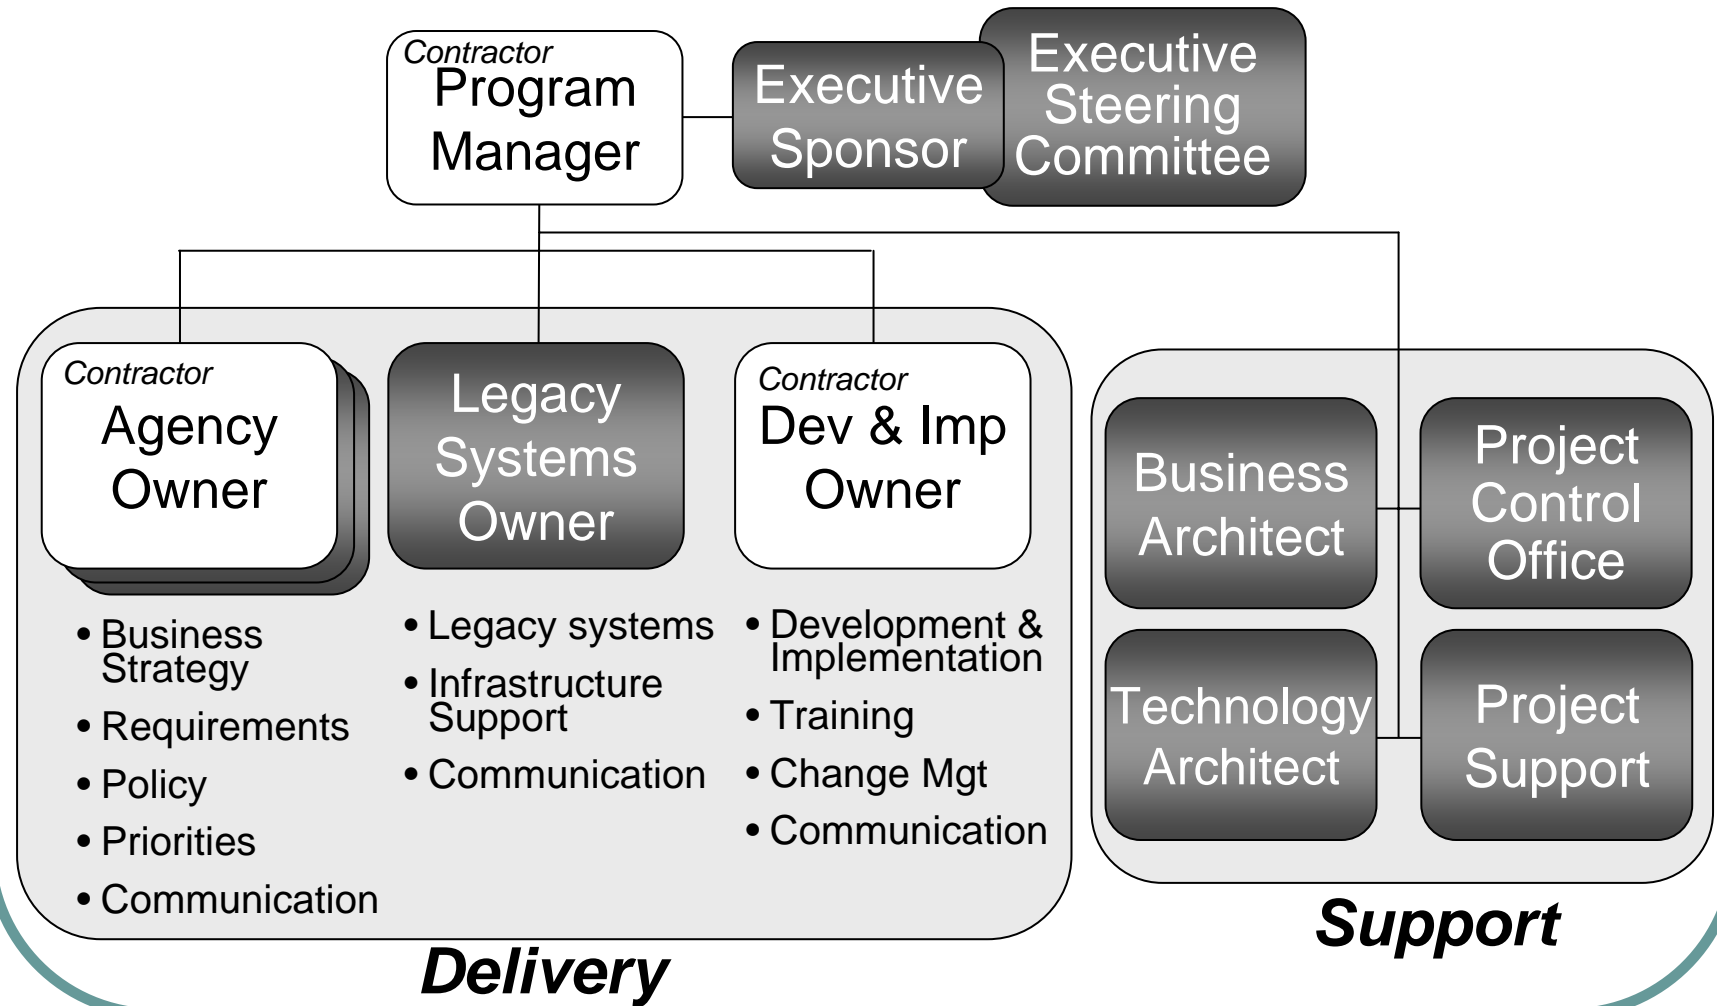 Contractor
Program
Manager
Executive
Sponsor
Executive
Steering
Committee
Contractor
Agency
Owner
• Business
Strategy
• Requirements
• Policy
• Priorities
• Communication
Legacy
Systems
Owner
• Legacy systems
• Infrastructure
Support
• Communication
Contractor
Dev & Imp
Owner
• Development &
Implementation
• Training
• Change Mgt
• Communication
Delivery
Business
Architect
Project
Control
Office
Technology
Architect
Project
Support
Support